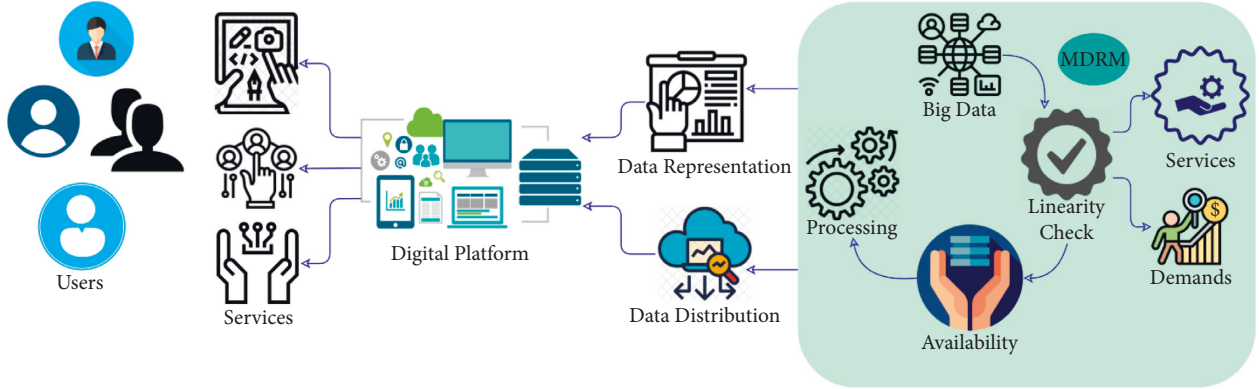 MDRM
Big Data
Services
Data Representation
Linearity
Check
Processing
Digital Platform
Users
Services
Data Distribution
Availability
Demands